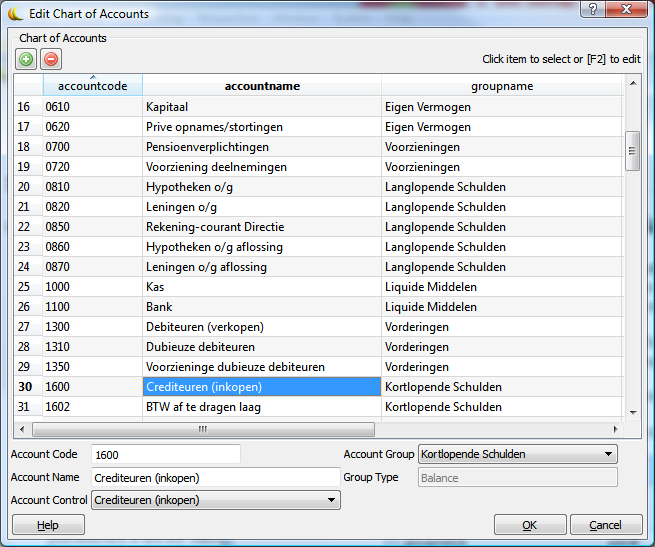 Edit Chart of Accounts
Chart of Accounts
Click item to select or [F2] to edit
accountcode accountname groupname
16 0610 Kapitaal Eigen Vermogen
17 0620 Prive opnames/stortingen Eigen Vermogen
18 0700 Pensioenverplichtingen Voorzieningen
19 0720 Voorziening deelnemingen Voorzieningen
20 0810 Hypotheken o/g Langlopende Schulden
21 0820 Leningen o/g Langlopende Schulden
22 0850 Rekening-courant Directie Langlopende Schulden
23 0860 Hypotheken o/g aflossing Langlopende Schulden
24 0870 Leningen o/g aflossing Langlopende Schulden
25 1000 Kas Liquide Middelen
26 1100 Bank Liquide Middelen
27 1300 Debiteuren (verkopen) Vorderingen
28 1310 Dubieuze debiteuren Vorderingen
29 1350 Voorzieninge dubieuze debiteuren Vorderingen
30 1600 Crediteuren (inkopen) Kortlopende Schulden
31 1602 BTW af te dragen laag Kortlopende Schulden
Account Code 1600 Account Group Kortlopende Schulden
Account Name Crediteuren (inkopen) Group Type Balance
Account Control Crediteuren (inkopen)
Help OK Cancel